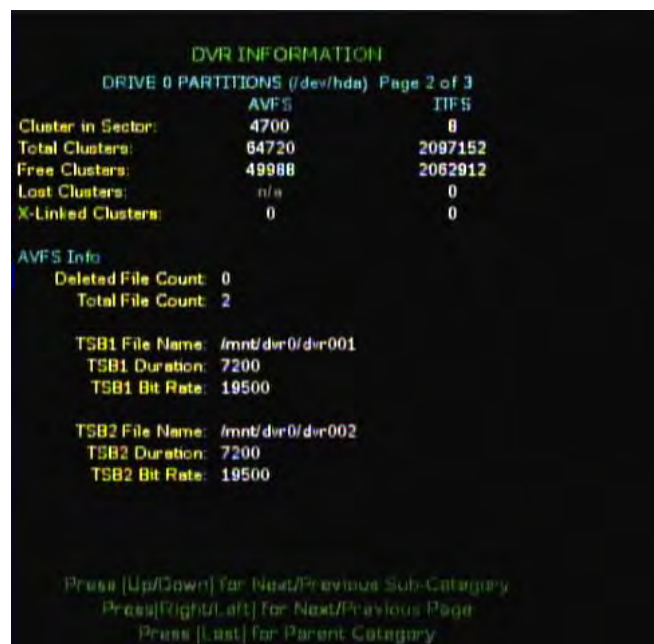 DVR INFORMATION
DRIVE 0 PARTITIONS (/dev/hda) Page 2 of 3
AVFS TIFS
Cluster in Sector: 4700 8
Total Clusters: 64720 2097152
Free Clusters: 49988 2062912
Lost Clusters: n/a 0
X-Linked Clusters: 0 0
AVFS Info
Deleted File Count: 0
Total File Count: 2
TSB1 File Name: /mnt/dvr0/dvr001
TSB1 Duration: 7200
TSB1 Bit Rate: 19500
TSB2 File Name: /mnt/dvr0/dvr002
TSB2 Duration: 7200
TSB2 Bit Rate: 19500
Press [Up/Down] for Next/Previous Sub-Category
Press[Right/Left] for Next/Previous Page
Press [Last] for Parent Category